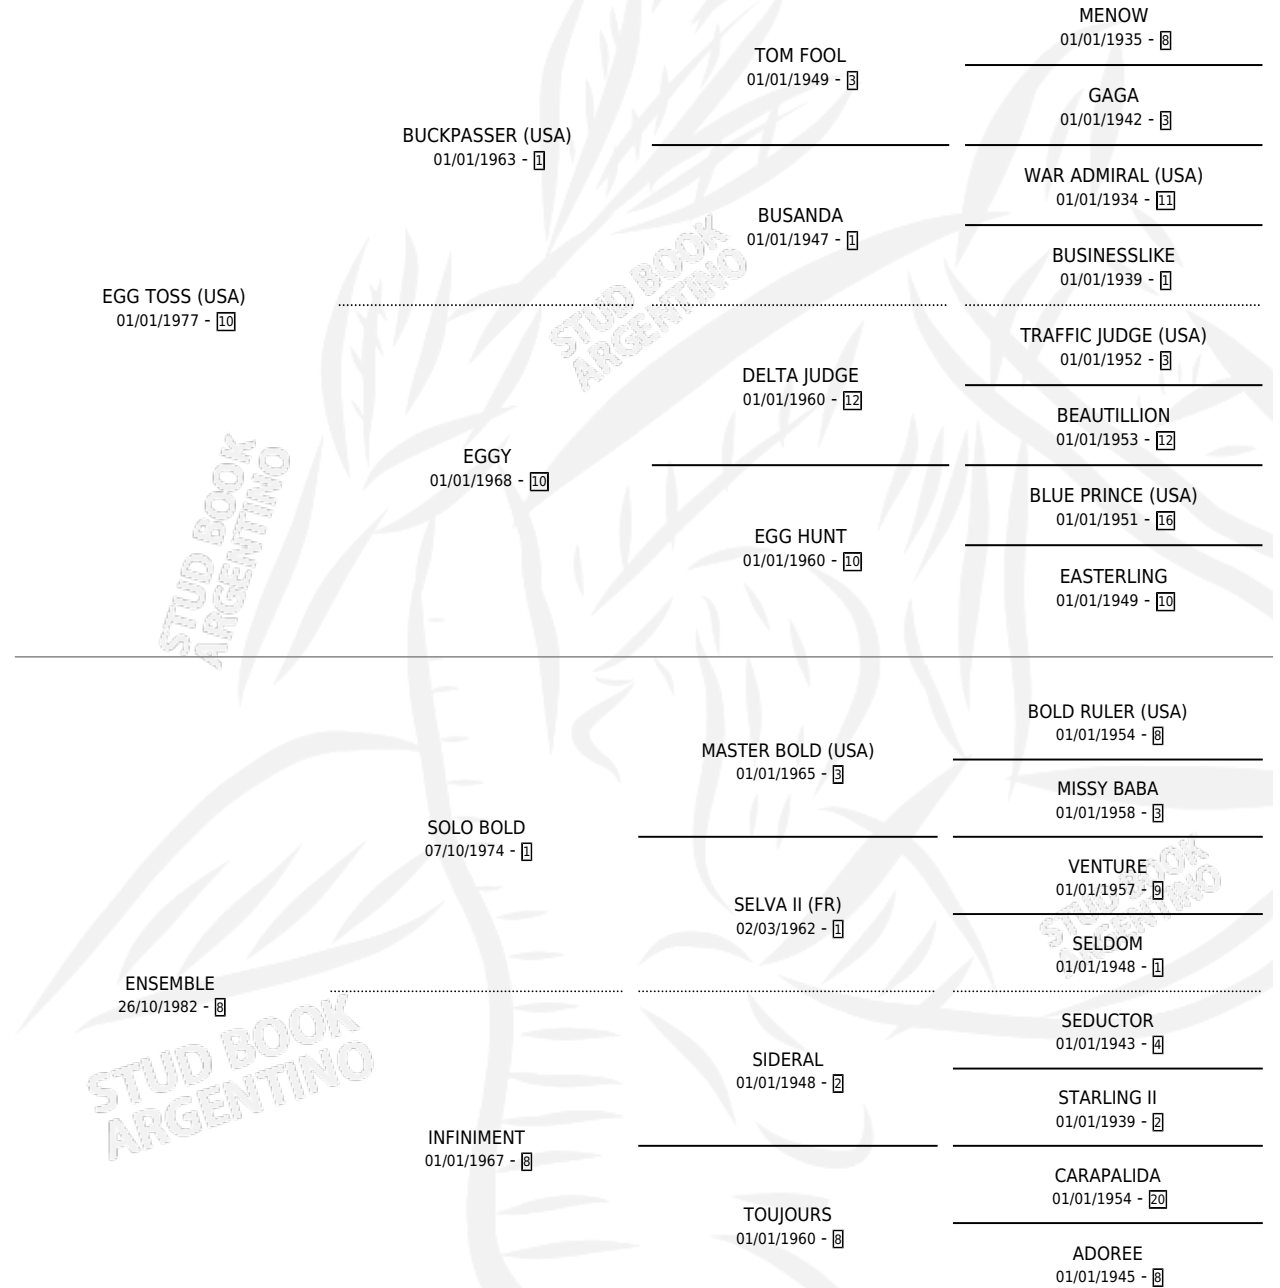 MENOW
01/01/1935 - 8
TOM FOOL
01/01/1949 - 3
GAGA
01/01/1942 - 3
BUCKPASSER (USA)
01/01/1963 - 1
WAR ADMIRAL (USA)
01/01/1934 - 11
BUSANDA
01/01/1947 - 1
BUSINESSLIKE
01/01/1939 - 1
EGG TOSS (USA)
01/01/1977 - 10
TRAFFIC JUDGE (USA)
01/01/1952 - 3
DELTA JUDGE
01/01/1960 - 12
BEAUTILLION
01/01/1953 - 12
EGGY
01/01/1968 - 10
BLUE PRINCE (USA)
01/01/1951 - 16
EGG HUNT
01/01/1960 - 10
EASTERLING
01/01/1949 - 10
BOLD RULER (USA)
01/01/1954 - 8
MASTER BOLD (USA)
01/01/1965 - 3
MISSY BABA
01/01/1958 - 3
SOLO BOLD
07/10/1974 - 1
VENTURE
01/01/1957 - 9
SELVA II (FR)
02/03/1962 - 1
SELDOM
01/01/1948 - 1
ENSEMBLE
26/10/1982 - 8
SEDUCTOR
01/01/1943 - 4
SIDERAL
01/01/1948 - 2
STARLING II
01/01/1939 - 2
INFINIMENT
01/01/1967 - 8
CARAPALIDA
01/01/1954 - 20
TOUJOURS
01/01/1960 - 8
ADOREE
01/01/1945 - 8
STUD BOOK
ARGENTINO
STUD BOOK
ARGENTINO
STUD BOOK
ARGENTINO
STUD BOOK
ARGENTINO